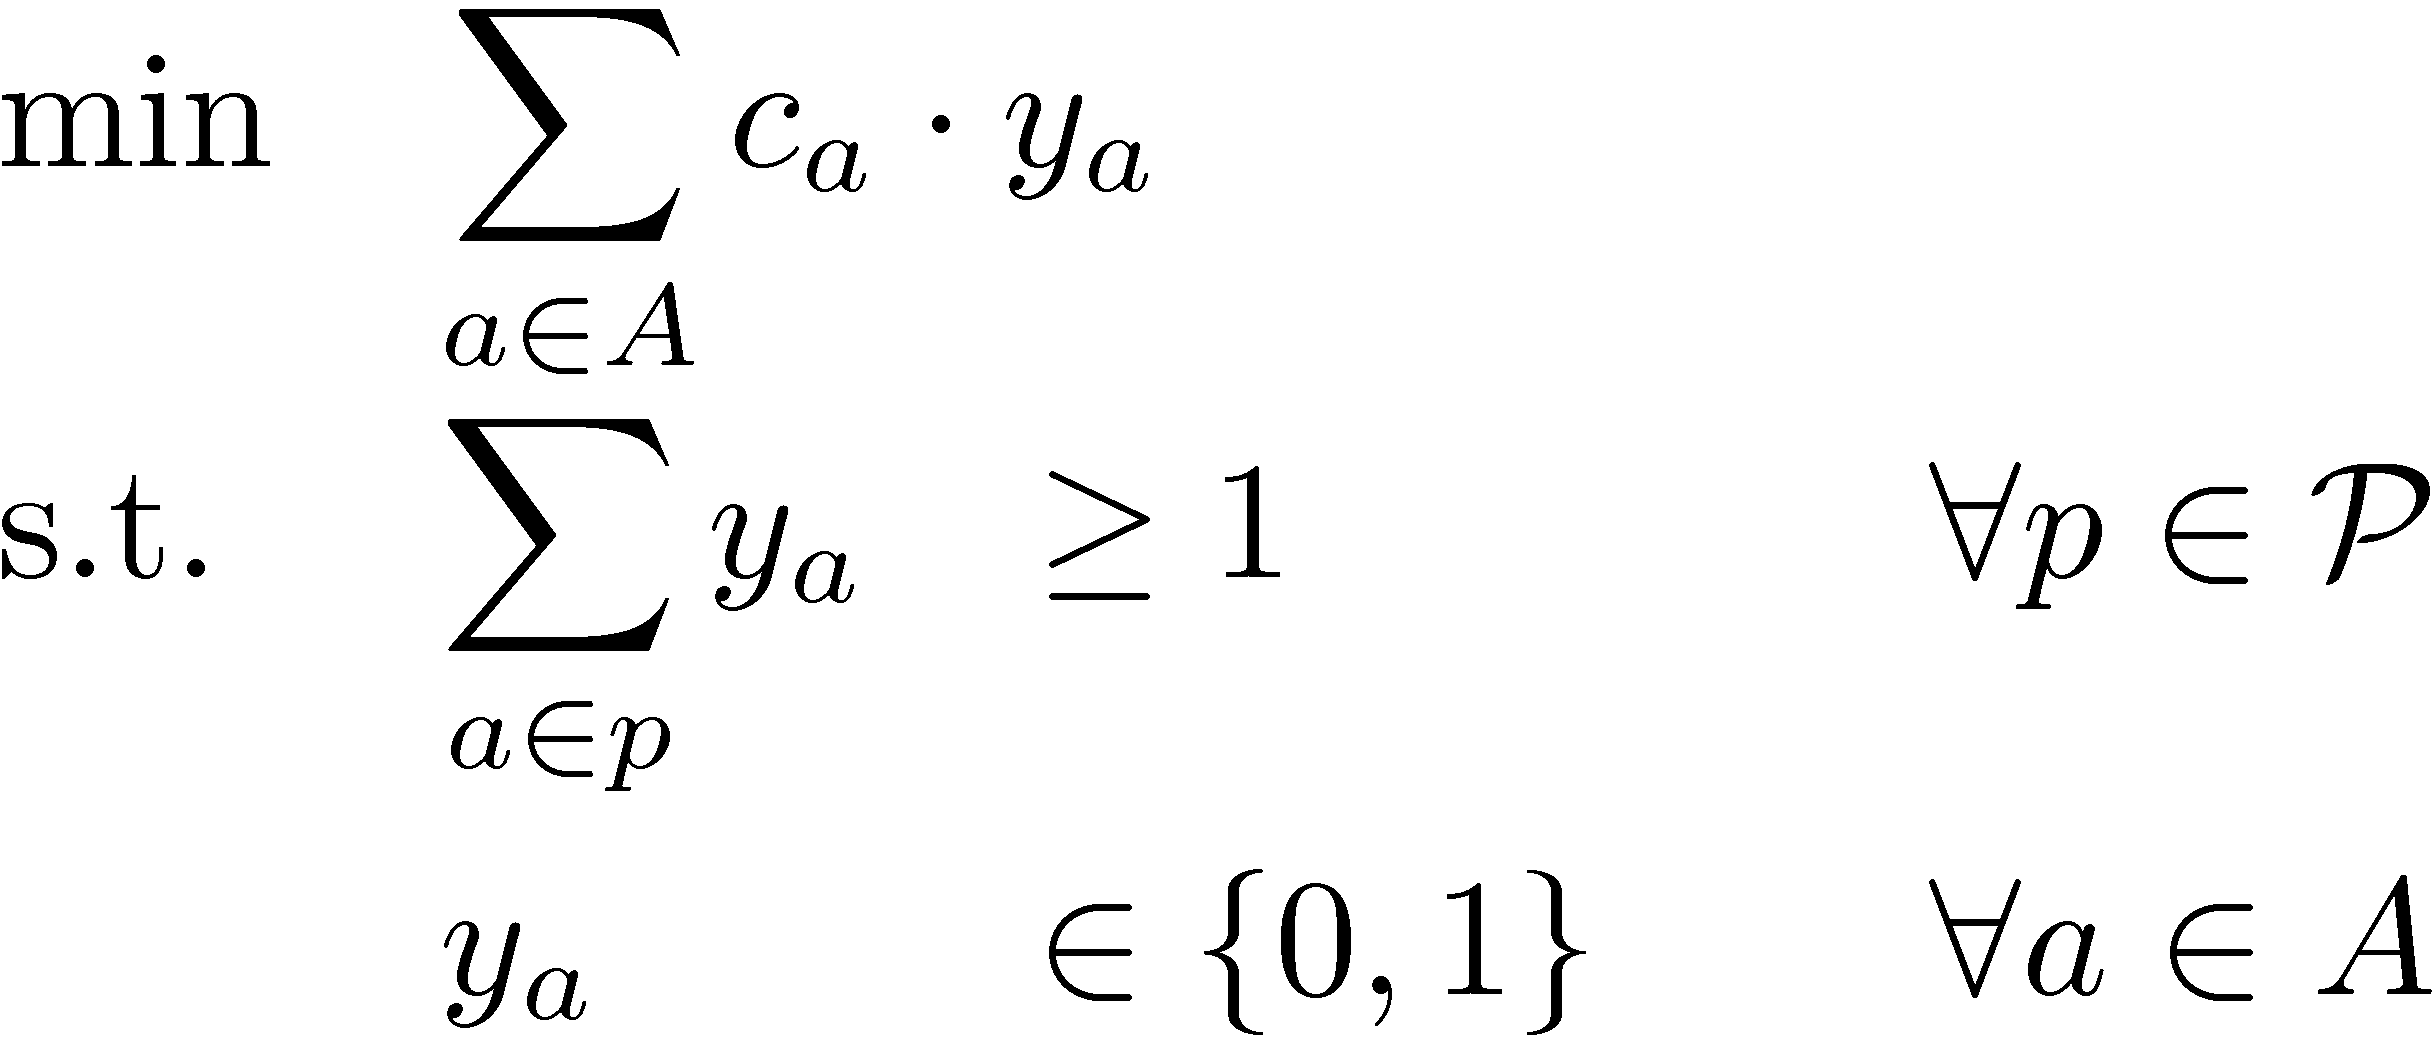 min ∑_{a∈A} c_a · y_a
s.t. ∑_{a∈p} y_a ≥ 1 ∀p ∈ 𝒫
y_a ∈ {0, 1} ∀a ∈ A